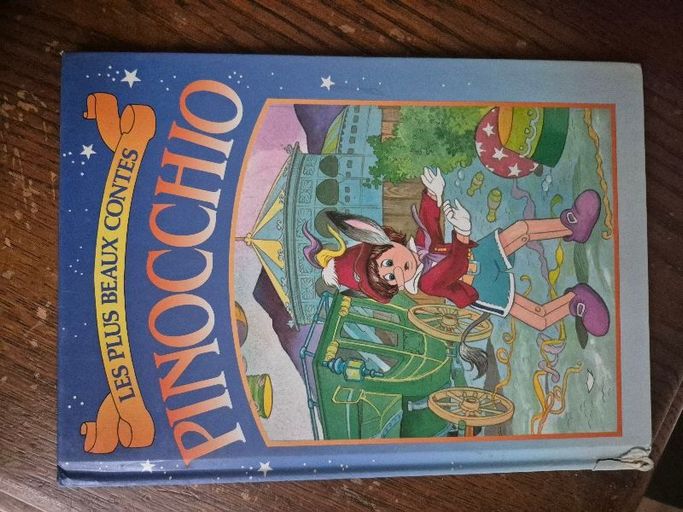 LES PLUS BEAUX CONTES
PINOCCHIO